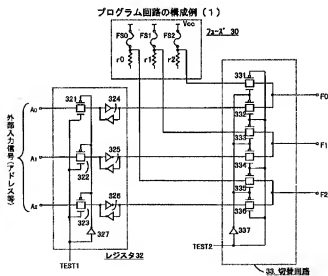 プログラム回路の構成例(1)
Vcc
ﾌｭｰｽﾞ 30
FS0 FS1 FS2
r0 r1 r2
331
F0
332
333
F1
334
335
F2
336
337
TEST2
33 切替回路
321 324
A0
325
A1
322
326
A2
323
327
レジスタ32
TEST1
外部入力信号(アドレス等)